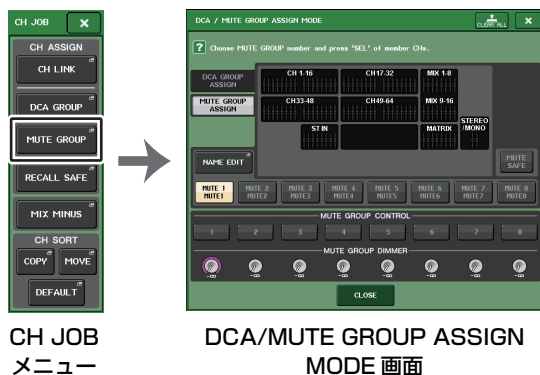 CH JOB
CH ASSIGN
CH LINK
DCA GROUP
MUTE GROUP
RECALL SAFE
MIX MINUS
CH SORT
COPY MOVE
DEFAULT
CH JOB
メニュー
DCA / MUTE GROUP ASSIGN MODE
CLEAR ALL
? Choose MUTE GROUP number and press 'SEL' of member CHs.
DCA GROUP
ASSIGN
MUTE GROUP
ASSIGN
CH 1-16 CH17-32 MIX 1-8
CH33-48 CH49-64 MIX 9-16
ST IN MATRIX STEREO
/MONO
NAME EDIT
MUTE
SAFE
MUTE 1 MUTE 2 MUTE 3 MUTE 4 MUTE 5 MUTE 6 MUTE 7 MUTE 8
MUTE1 MUTE2 MUTE3 MUTE4 MUTE5 MUTE6 MUTE7 MUTE8
MUTE GROUP CONTROL
1 2 3 4 5 6 7 8
MUTE GROUP DIMMER
-∞ -∞ -∞ -∞ -∞ -∞ -∞ -∞
CLOSE
DCA/MUTE GROUP ASSIGN
MODE 画面